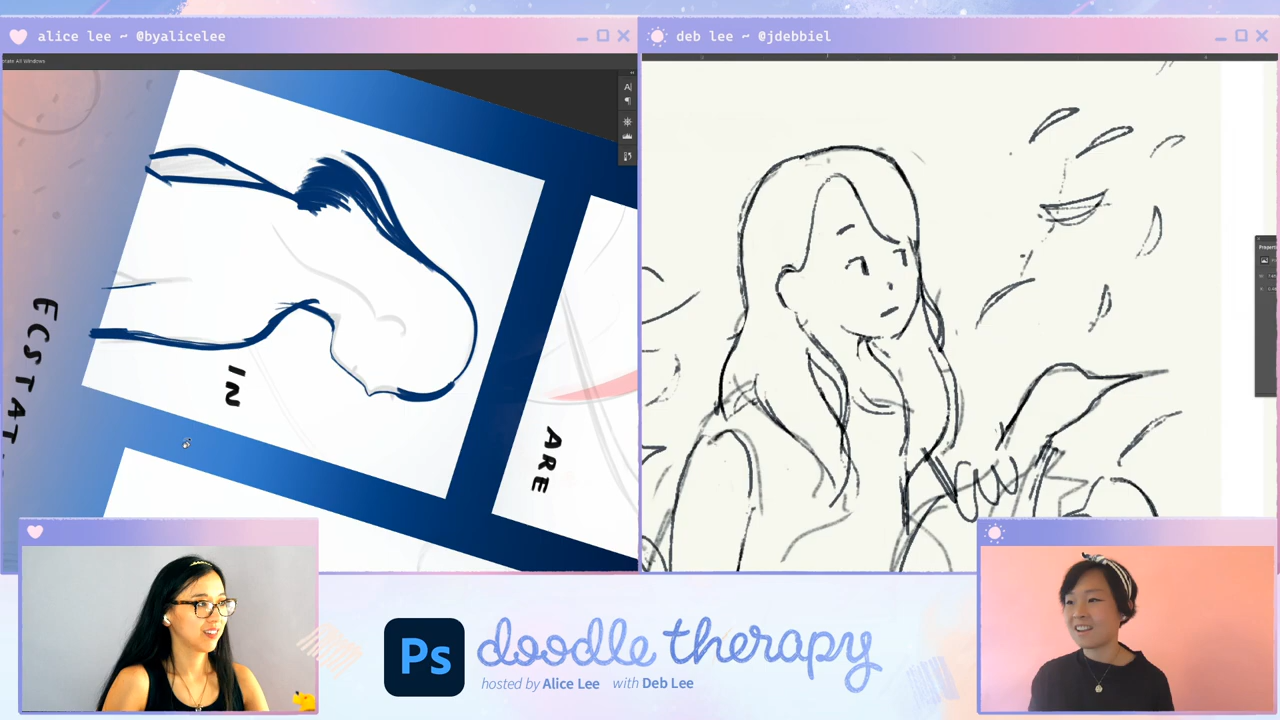 alice lee ~ @byalicelee
deb lee ~ @jdebbiel
ECSTAT
IN
ARE
Ps
doodle therapy
hosted by Alice Lee with Deb Lee